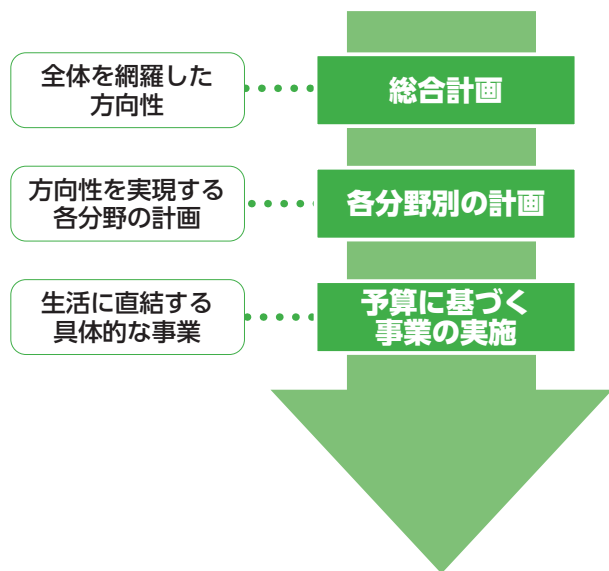 全体を網羅した
方向性
総合計画
方向性を実現する
各分野の計画
各分野別の計画
生活に直結する
具体的な事業
予算に基づく
事業の実施